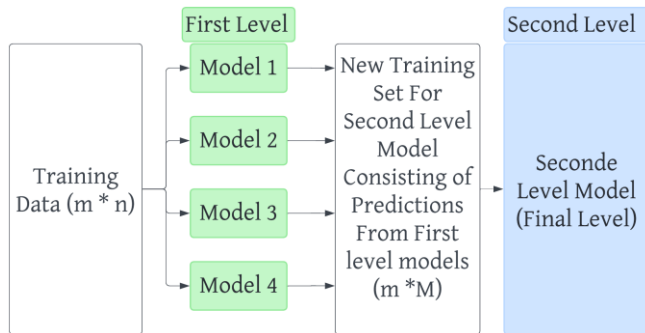 First Level
Second Level
Training
Data (m * n)
Model 1
Model 2
Model 3
Model 4
New Training
Set For
Second Level
Model
Consisting of
Predictions
From First
level models
(m *M)
Seconde
Level Model
(Final Level)